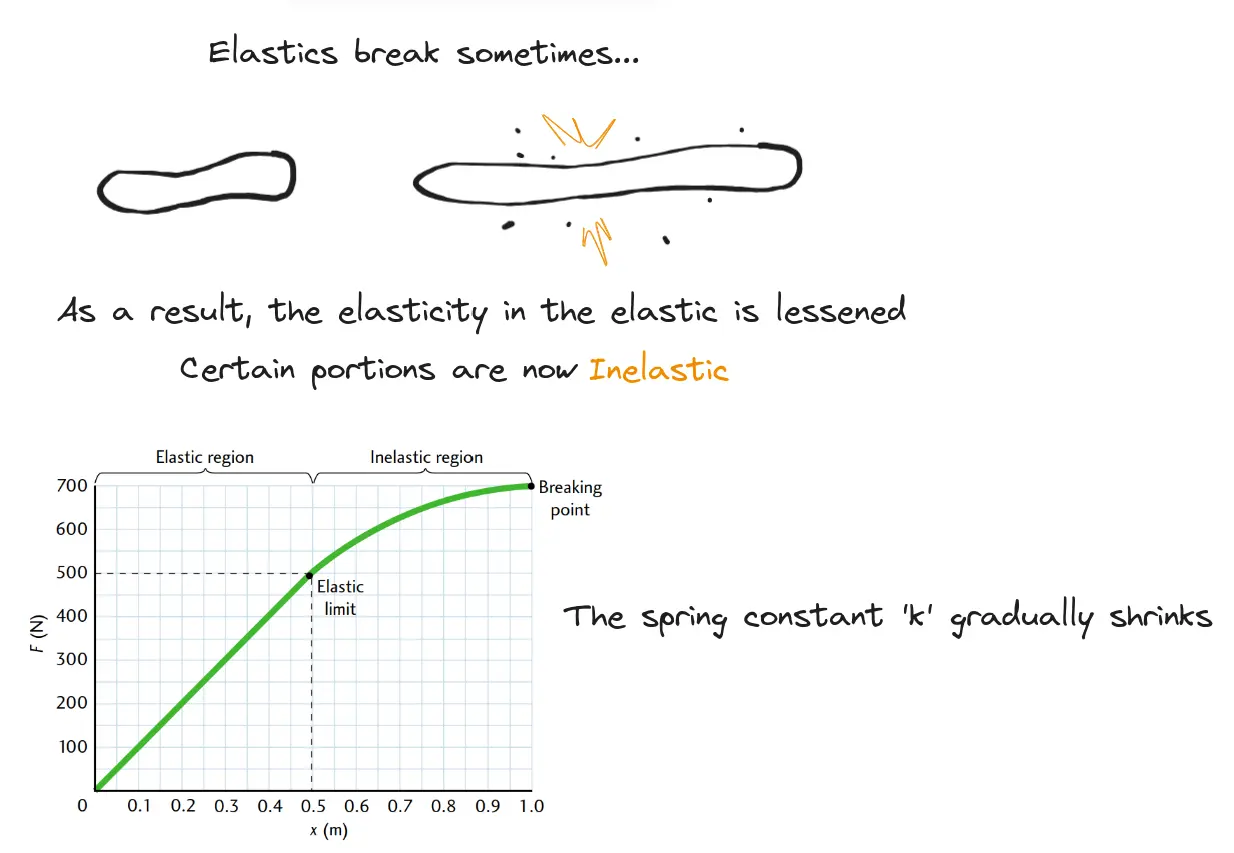 Elastics break sometimes...
As a result, the elasticity in the elastic is lessened
Certain portions are now Inelastic
Elastic region
Inelastic region
700
600
500
400
300
200
100
0
F (N)
Breaking
point
Elastic
limit
0.1 0.2 0.3 0.4 0.5 0.6 0.7 0.8 0.9 1.0
x (m)
The spring constant 'k' gradually shrinks